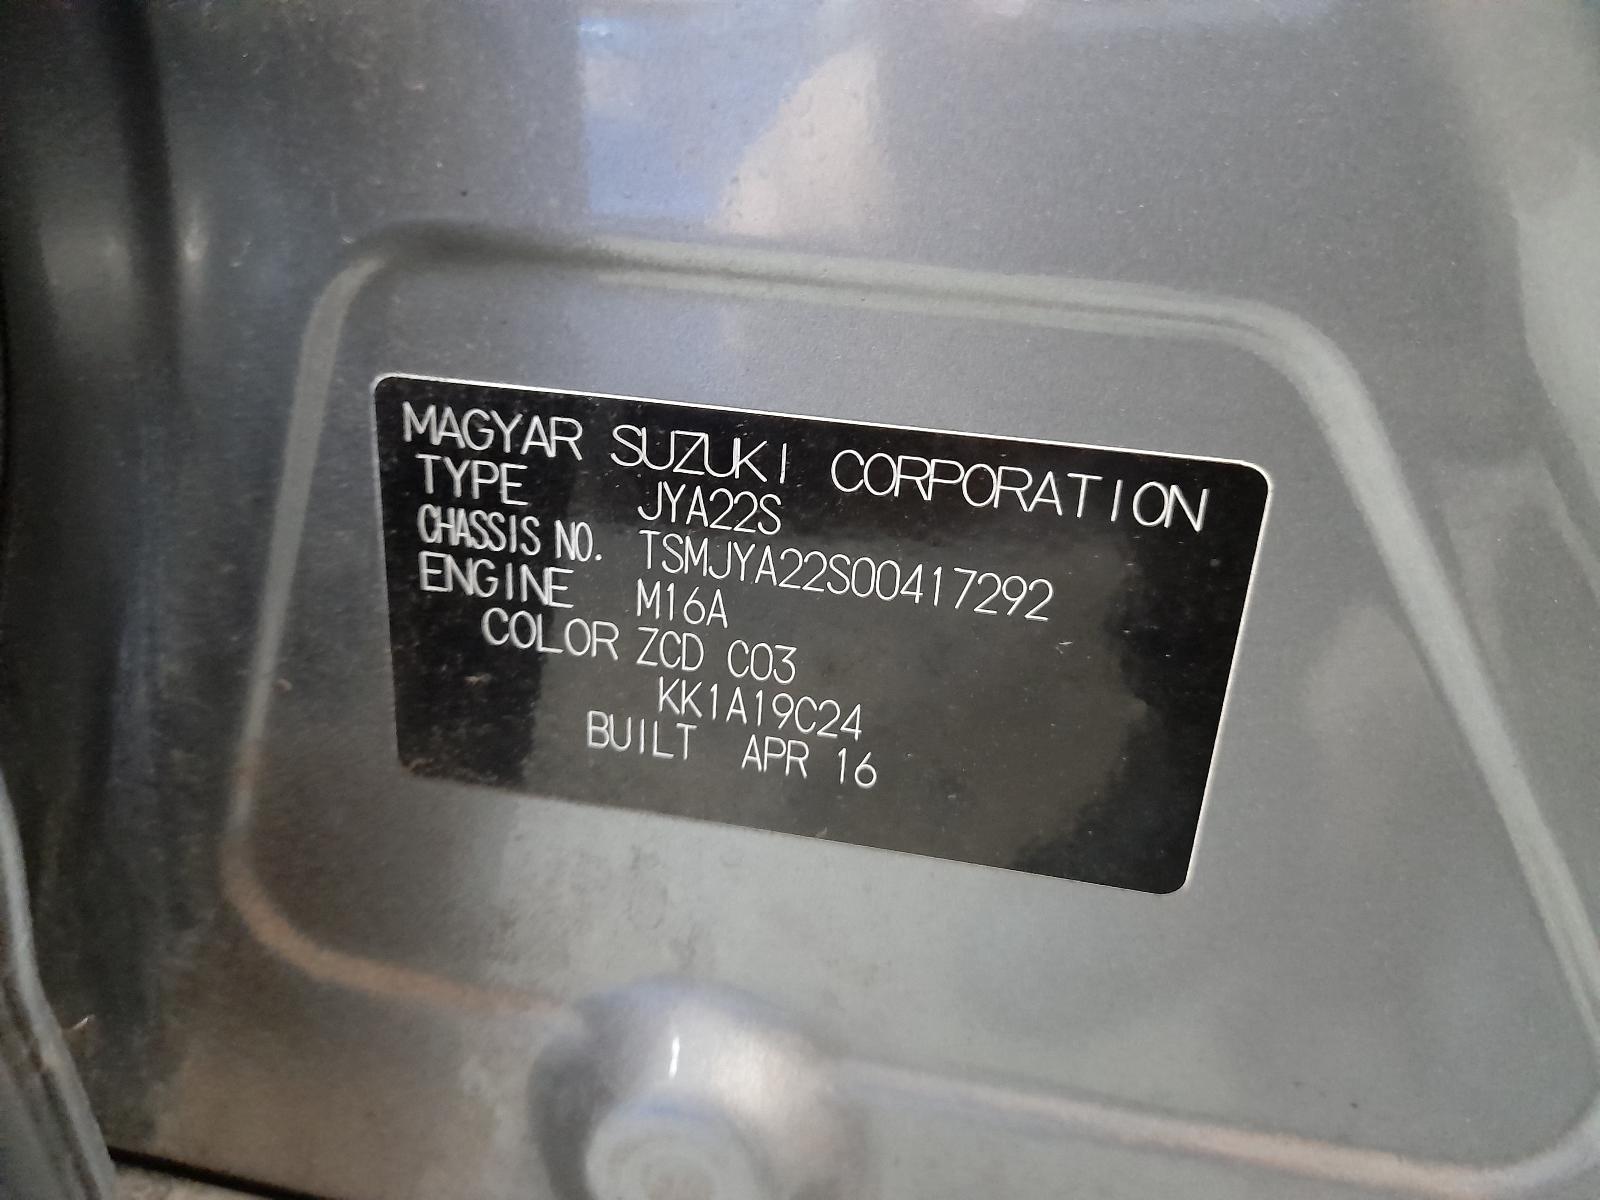 MAGYAR SUZUKI CORPORATION
TYPE JYA22S
CHASSIS NO. TSMJYA22S00417292
ENGINE M16A
COLOR ZCD C03
KK1A19C24
BUILT APR 16